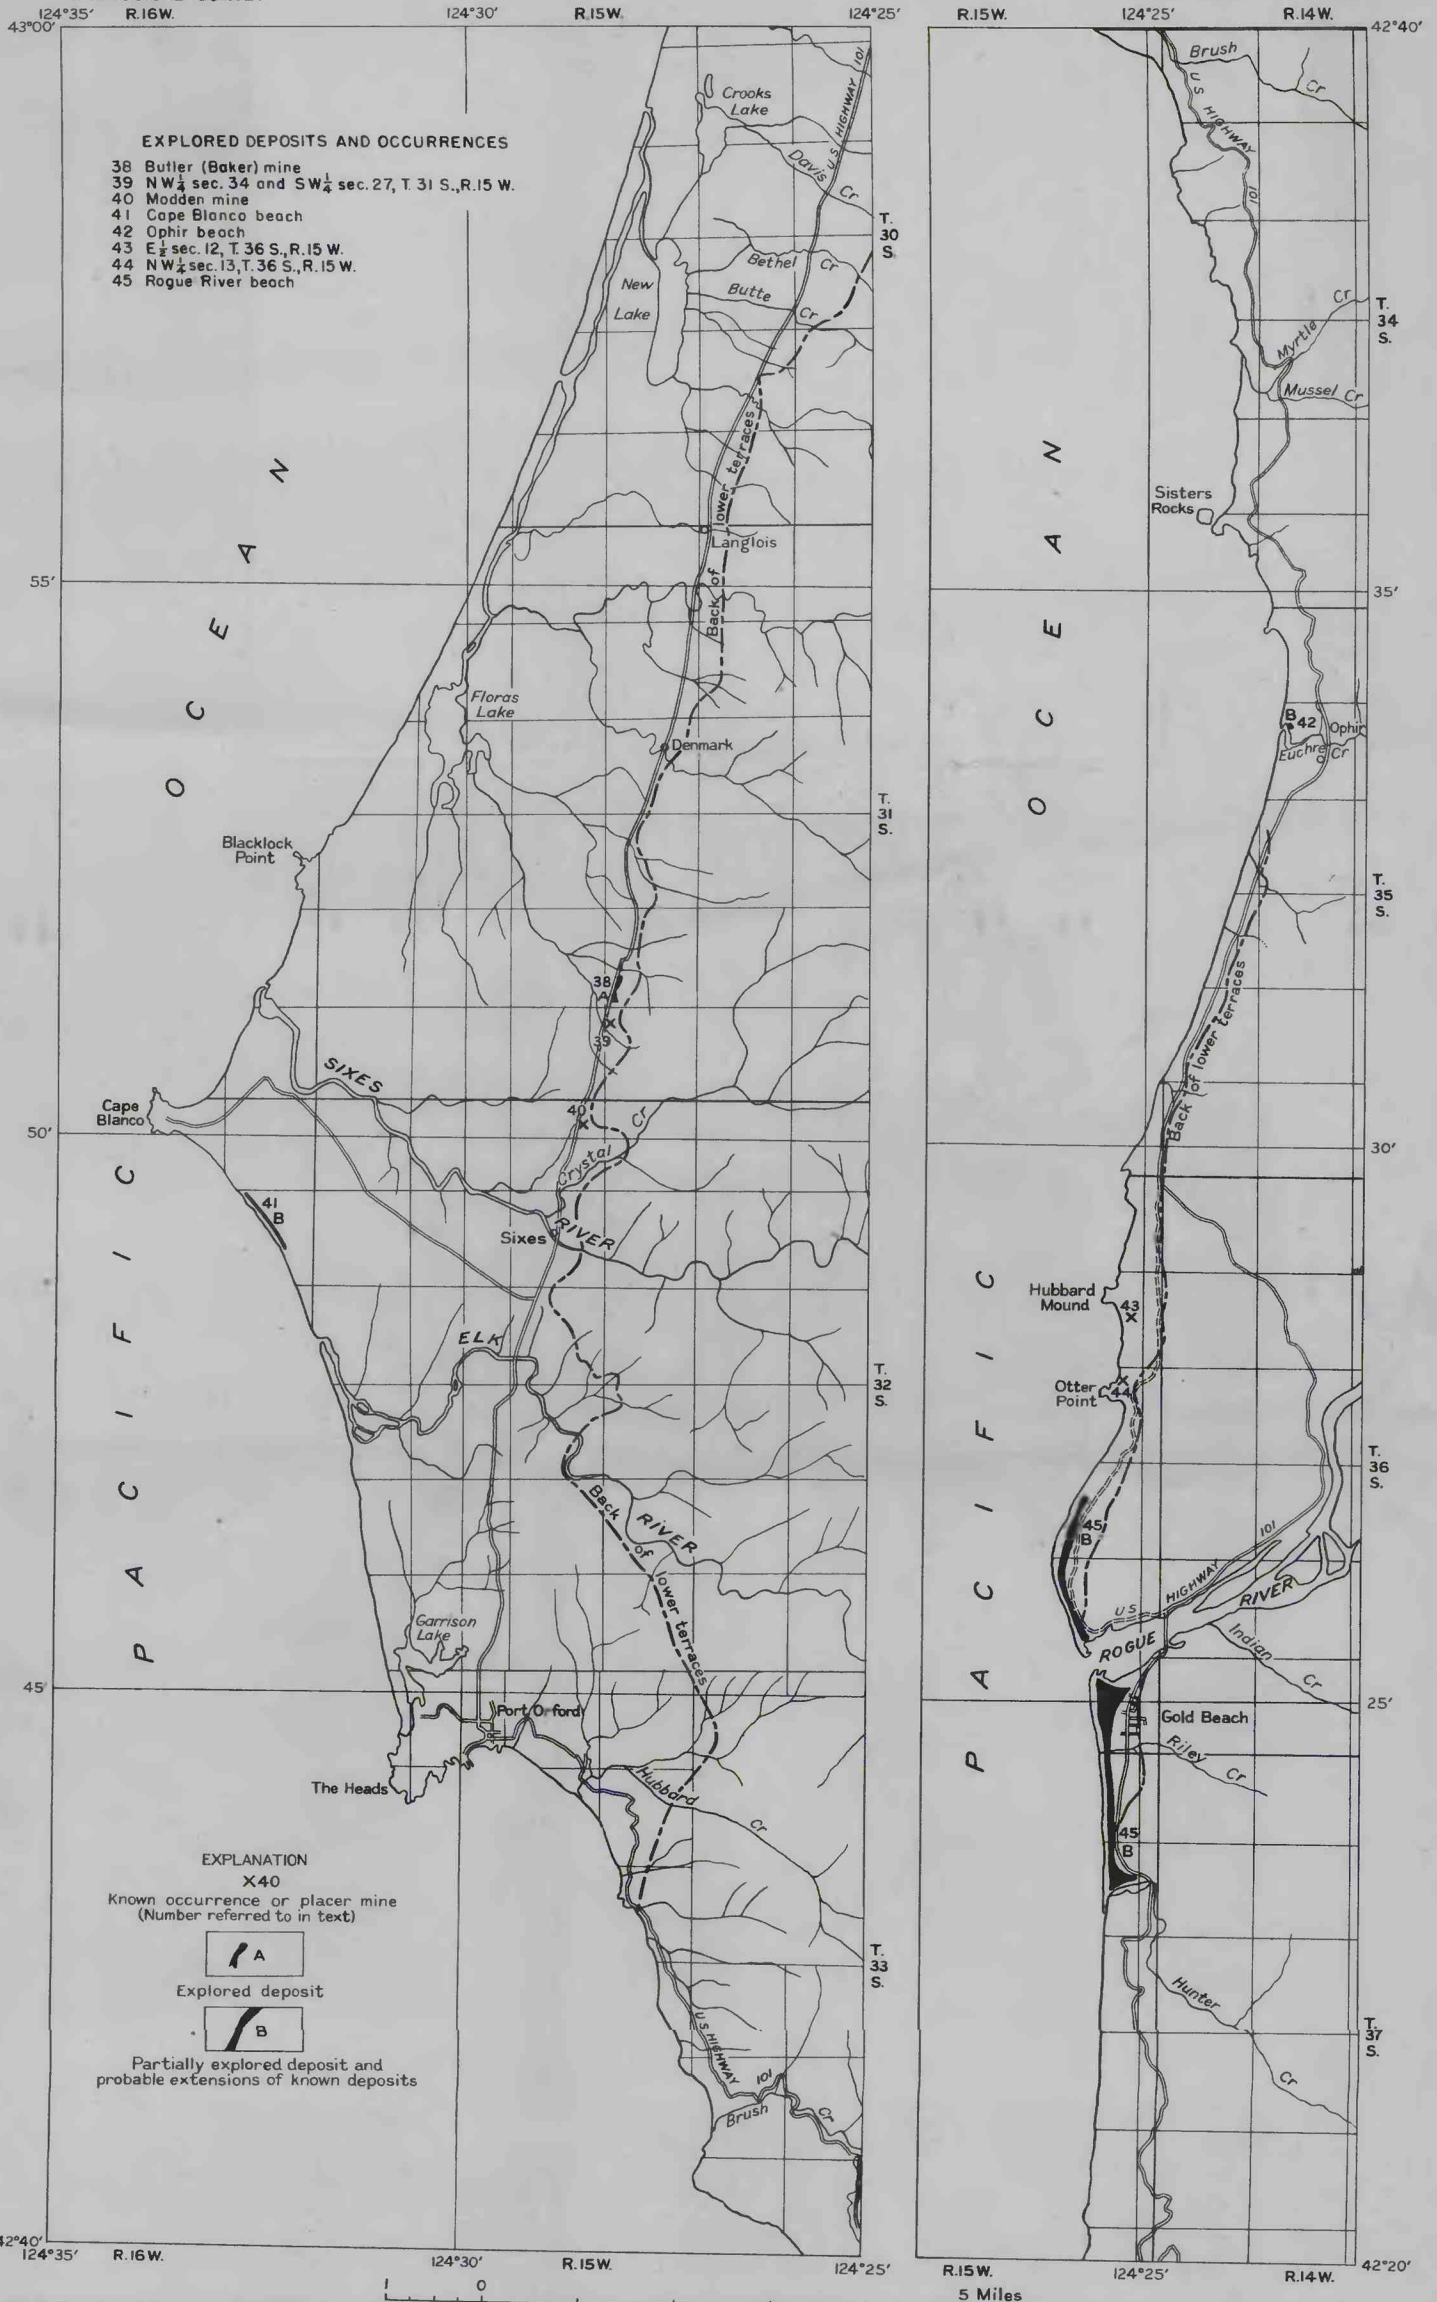 124°35′ R.16W. 124°30′ R.15W. 124°25′
43°00′
EXPLORED DEPOSITS AND OCCURRENCES
38 Butler (Baker) mine
39 NW¼ sec. 34 and SW¼ sec. 27, T. 31 S., R.15 W.
40 Madden mine
41 Cape Blanco beach
42 Ophir beach
43 E½ sec. 12, T. 36 S., R.15 W.
44 NW¼ sec. 13, T. 36 S., R.15 W.
45 Rogue River beach
Crooks
Lake
U S HIGHWAY 101
Davis Cr
T.
30
S.
Bethel Cr
New
Lake
Butte Cr
Back of lower terraces
Langlois
55′
Floras
Lake
Denmark
T.
31
S.
Blacklock
Point
38
A
39
SIXES
Cape
Blanco
40
Cr
50′
Crystal
41
B
Sixes
RIVER
ELK
T.
32
S.
Back of lower terraces
RIVER
Garrison
Lake
45′
Port Orford
The Heads
Hubbard
Cr
PACIFIC OCEAN
EXPLANATION
X40
Known occurrence or placer mine
(Number referred to in text)
A
Explored deposit
B
Partially explored deposit and
probable extensions of known deposits
T.
33
S.
U S HIGHWAY 101
Brush Cr
42°40′
124°35′ R.16W. 124°30′ R.15W. 124°25′
1 0
5 Miles
R.15W. 124°25′ R.14W.
42°40′
Brush
Cr
U S HIGHWAY
101
Cr
T.
34
S.
Myrtle
Mussel Cr
Sisters
Rocks
35′
B
42
Ophir
Euchre Cr
T.
35
S.
Back of lower terraces
30′
Hubbard
Mound
43
Otter
Point
44
T.
36
S.
45
B
101
U S HIGHWAY
RIVER
ROGUE
Indian
Cr
25′
Gold Beach
Riley
Cr
45
B
PACIFIC OCEAN
Hunter
T.
37
S.
Cr
R.15W. 124°25′ R.14W.
42°20′